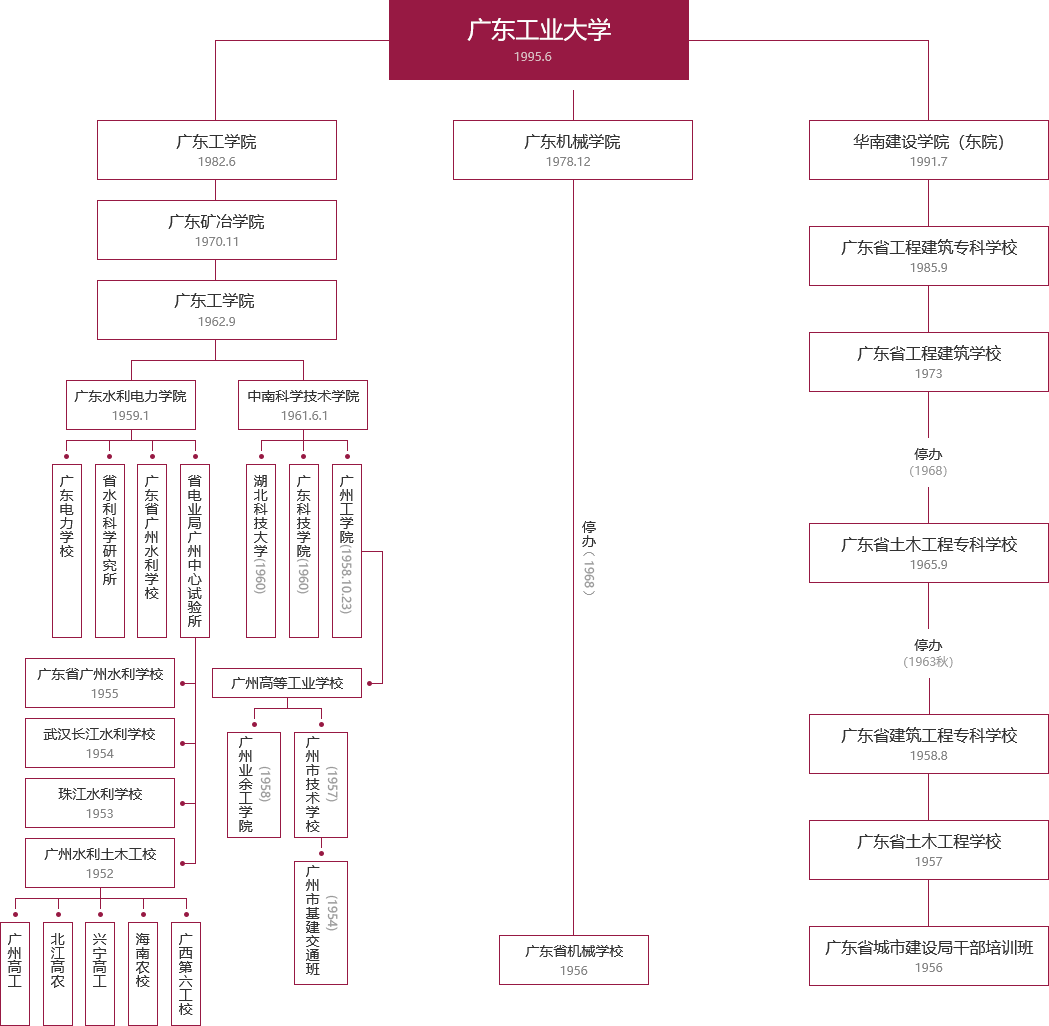 广东工业大学
1995.6
广东工学院
1982.6
广东矿冶学院
1970.11
广东工学院
1962.9
广东水利电力学院
1959.1
中南科学技术学院
1961.6.1
广东电力学校
省水利科学研究所
广东省广州水利学校
省电业局广州中心试验所
湖北科技大学(1960)
广东科技学院(1960)
广州工学院(1958.10.23)
广东省广州水利学校
1955
武汉长江水利学校
1954
珠江水利学校
1953
广州水利土木工校
1952
广州高工
北江高农
兴宁高工
海南农校
广西第六工校
广州高等工业学校
广州业余工学院
(1958)
广州市技术学校
(1957)
广州市基建交通班
(1954)
广东机械学院
1978.12
停办（1968）
广东省机械学校
1956
华南建设学院（东院）
1991.7
广东省工程建筑专科学校
1985.9
广东省工程建筑学校
1973
停办
(1968)
广东省土木工程专科学校
1965.9
停办
(1963秋)
广东省建筑工程专科学校
1958.8
广东省土木工程学校
1957
广东省城市建设局干部培训班
1956